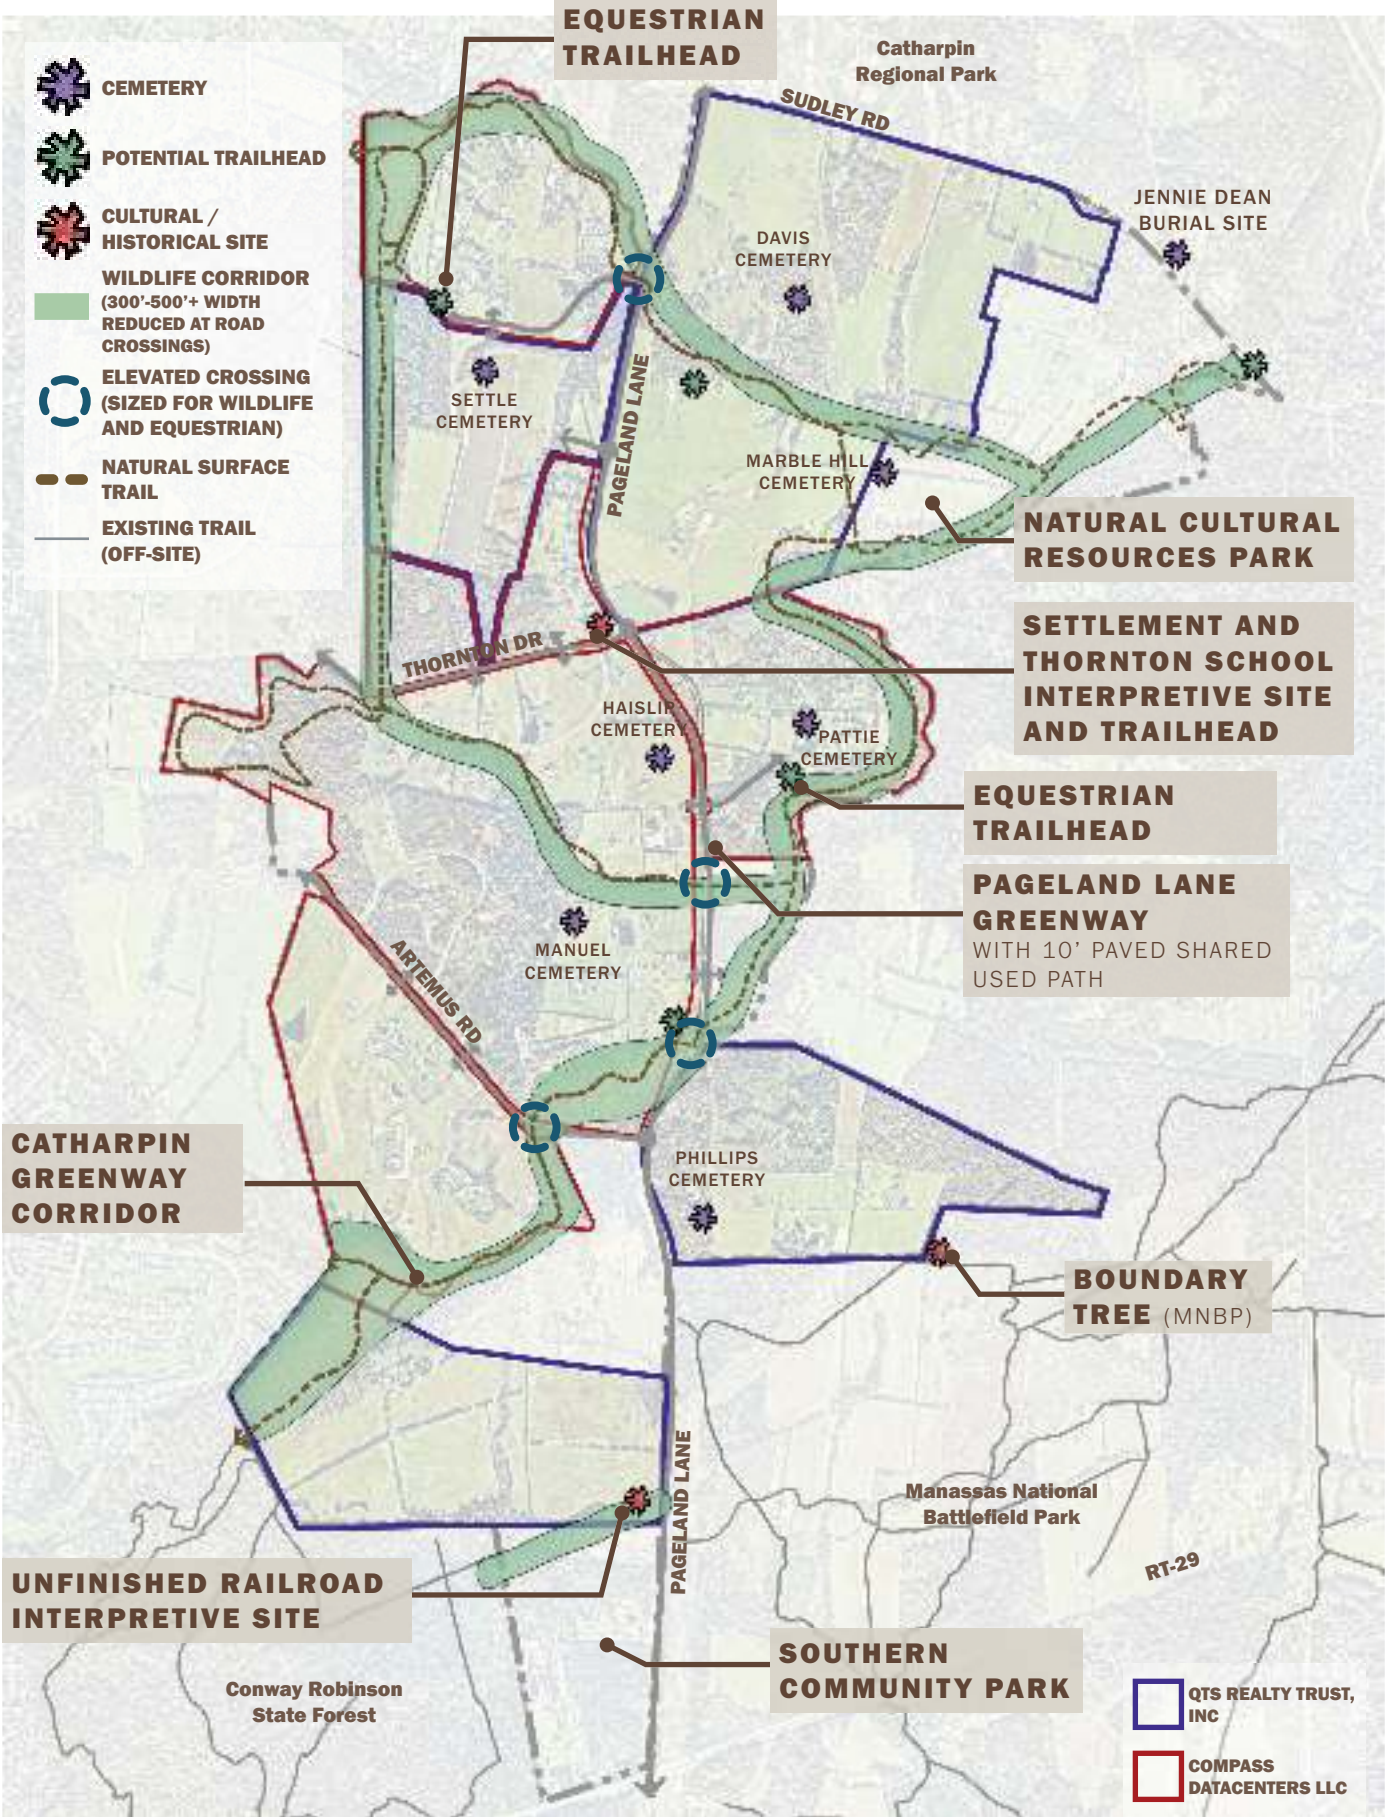 EQUESTRIAN
TRAILHEAD
Catharpin
Regional Park
CEMETERY
POTENTIAL TRAILHEAD
CULTURAL /
HISTORICAL SITE
WILDLIFE CORRIDOR
(300'-500'+ WIDTH
REDUCED AT ROAD
CROSSINGS)
ELEVATED CROSSING
(SIZED FOR WILDLIFE
AND EQUESTRIAN)
NATURAL SURFACE
TRAIL
EXISTING TRAIL
(OFF-SITE)
SUDLEY RD
JENNIE DEAN
BURIAL SITE
DAVIS
CEMETERY
SETTLE
CEMETERY
PAGELAND LANE
MARBLE HILL
CEMETERY
NATURAL CULTURAL
RESOURCES PARK
SETTLEMENT AND
THORNTON SCHOOL
INTERPRETIVE SITE
AND TRAILHEAD
THORNTON DR
HAISLIP
CEMETERY
PATTIE
CEMETERY
EQUESTRIAN
TRAILHEAD
PAGELAND LANE
GREENWAY
WITH 10' PAVED SHARED
USED PATH
MANUEL
CEMETERY
ARTEMUS RD
CATHARPIN
GREENWAY
CORRIDOR
PHILLIPS
CEMETERY
BOUNDARY
TREE (MNBP)
PAGELAND LANE
Manassas National
Battlefield Park
RT-29
UNFINISHED RAILROAD
INTERPRETIVE SITE
SOUTHERN
COMMUNITY PARK
Conway Robinson
State Forest
QTS REALTY TRUST,
INC
COMPASS
DATACENTERS LLC